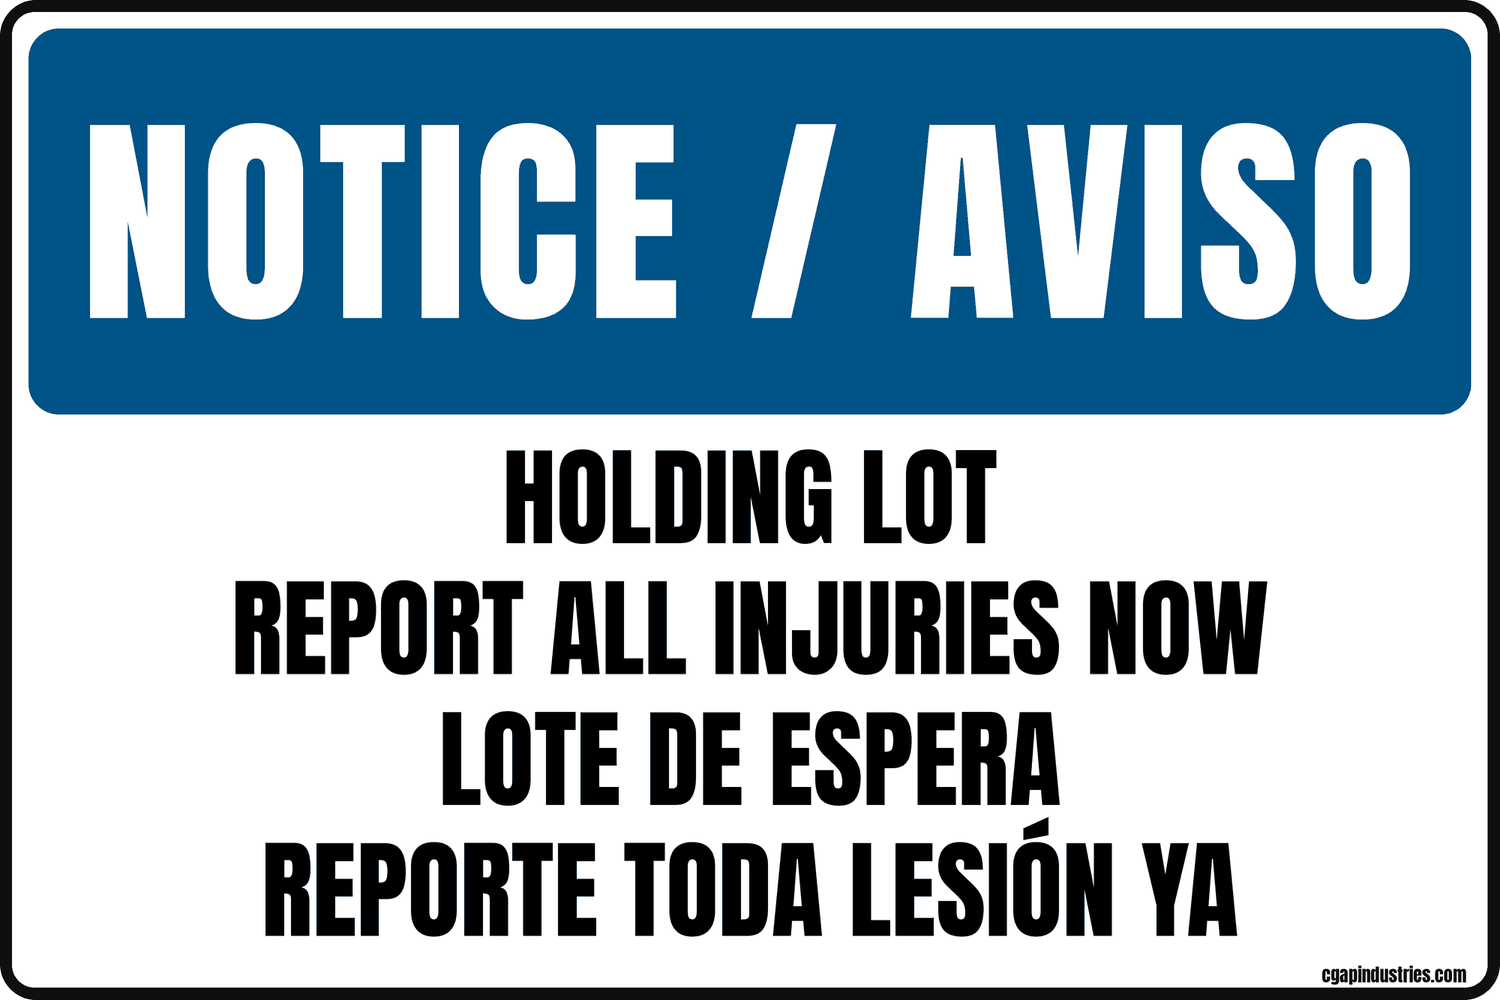 NOTICE / AVISO
HOLDING LOT
REPORT ALL INJURIES NOW
LOTE DE ESPERA
REPORTE TODA LESIÓN YA
cgapindustries.com